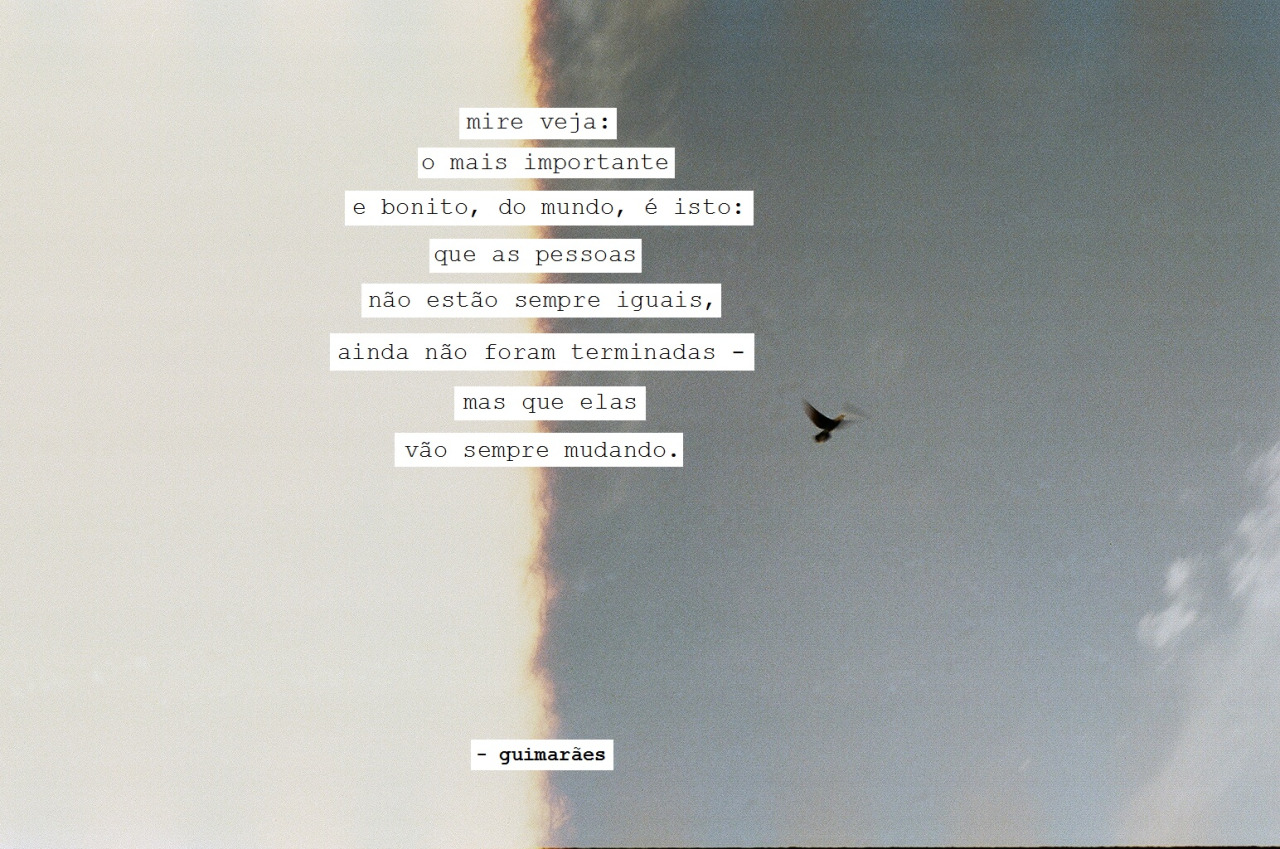 mire veja:
o mais importante
e bonito, do mundo, é isto:
que as pessoas
não estão sempre iguais,
ainda não foram terminadas -
mas que elas
vão sempre mudando.
- guimarães